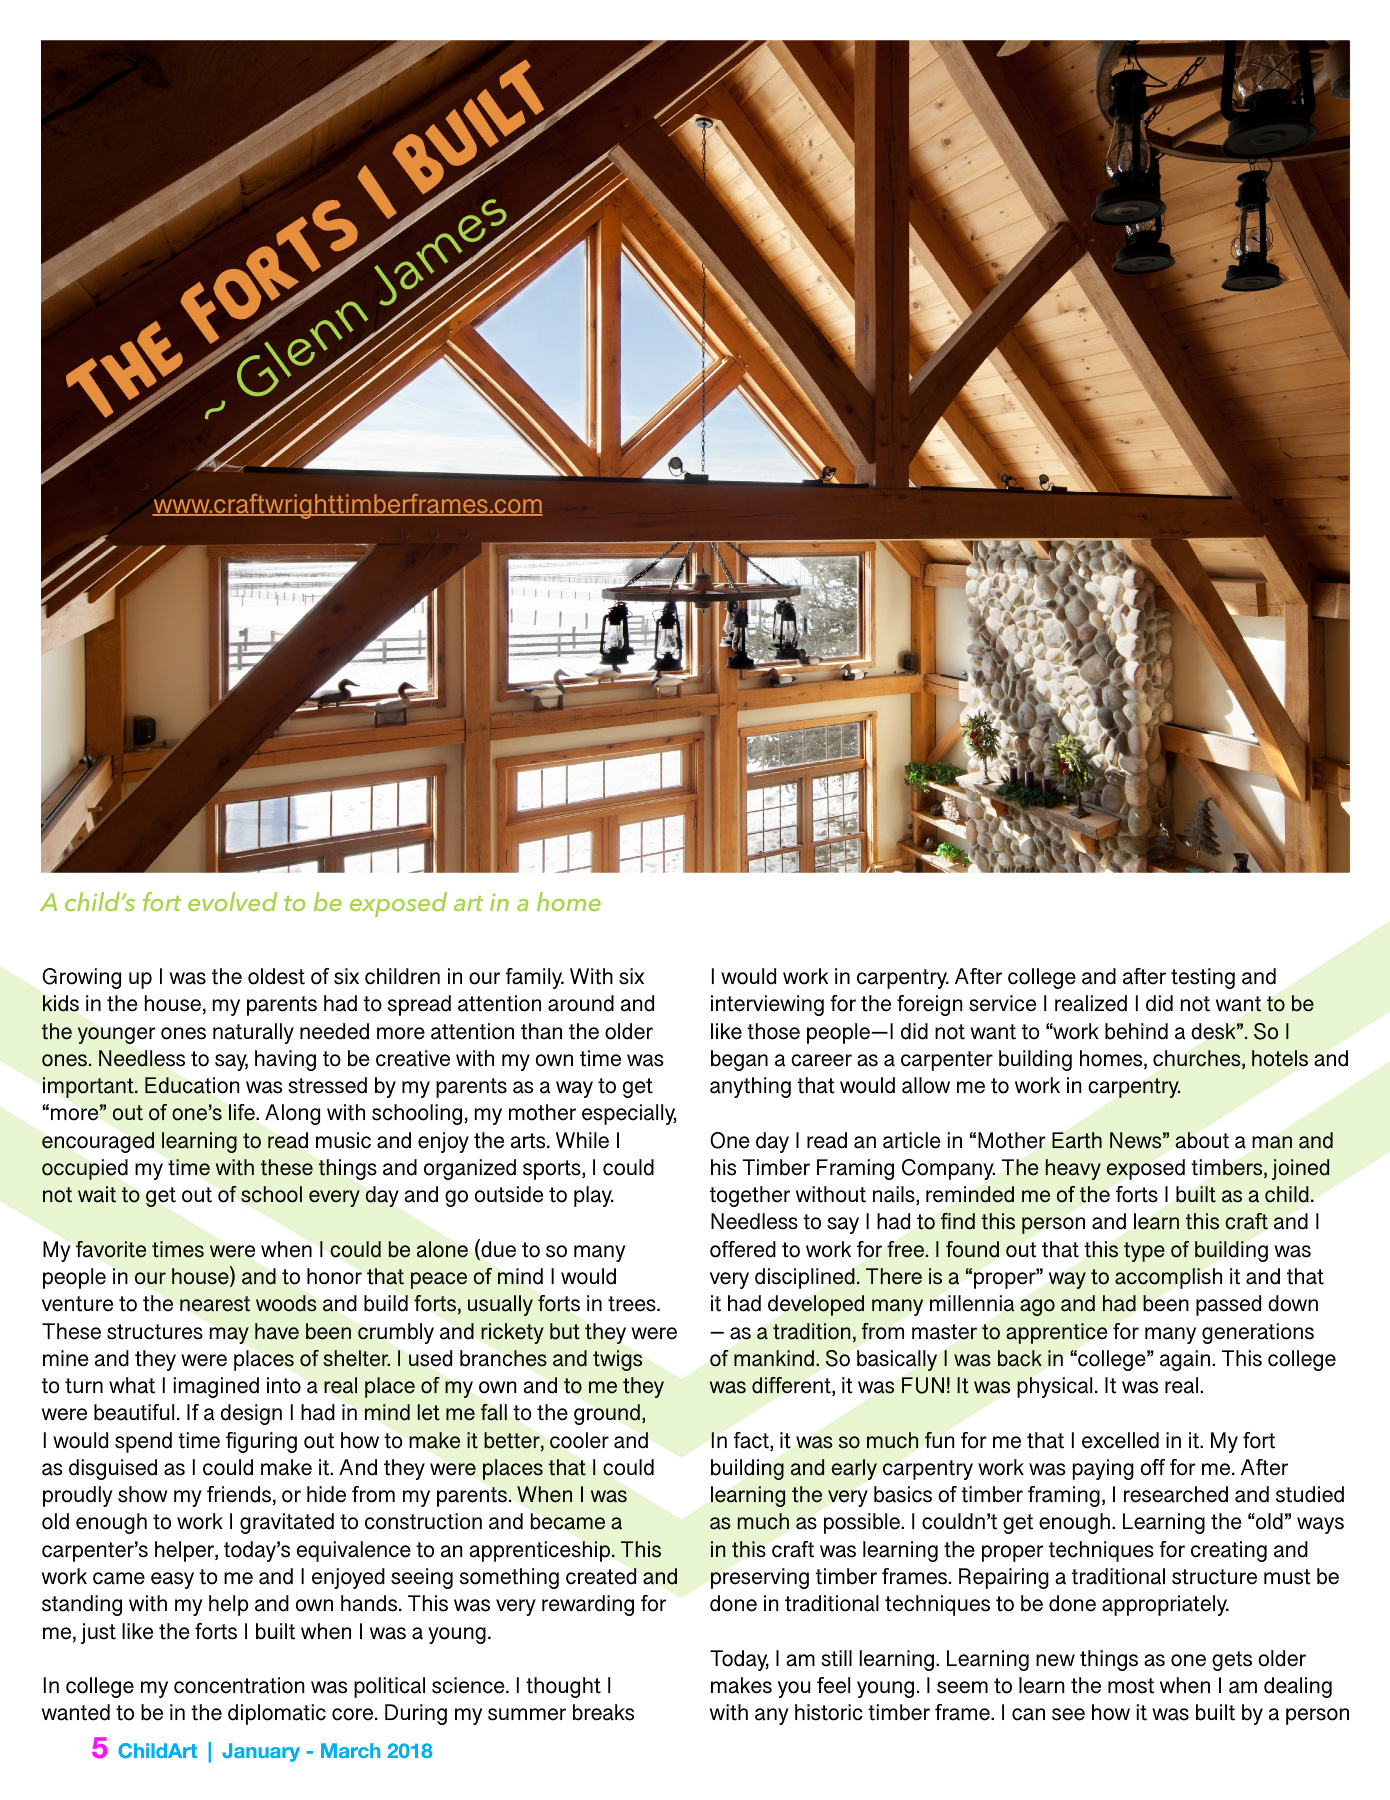 THE FORTS I BUILT
~ Glenn James
www.craftwrighttimberframes.com
A child's fort evolved to be exposed art in a home
Growing up I was the oldest of six children in our family. With six
kids in the house, my parents had to spread attention around and
the younger ones naturally needed more attention than the older
ones. Needless to say, having to be creative with my own time was
important. Education was stressed by my parents as a way to get
“more” out of one’s life. Along with schooling, my mother especially,
encouraged learning to read music and enjoy the arts. While I
occupied my time with these things and organized sports, I could
not wait to get out of school every day and go outside to play.
My favorite times were when I could be alone (due to so many
people in our house) and to honor that peace of mind I would
venture to the nearest woods and build forts, usually forts in trees.
These structures may have been crumbly and rickety but they were
mine and they were places of shelter. I used branches and twigs
to turn what I imagined into a real place of my own and to me they
were beautiful. If a design I had in mind let me fall to the ground,
I would spend time figuring out how to make it better, cooler and
as disguised as I could make it. And they were places that I could
proudly show my friends, or hide from my parents. When I was
old enough to work I gravitated to construction and became a
carpenter’s helper, today’s equivalence to an apprenticeship. This
work came easy to me and I enjoyed seeing something created and
standing with my help and own hands. This was very rewarding for
me, just like the forts I built when I was a young.
In college my concentration was political science. I thought I
wanted to be in the diplomatic core. During my summer breaks
I would work in carpentry. After college and after testing and
interviewing for the foreign service I realized I did not want to be
like those people—I did not want to “work behind a desk”. So I
began a career as a carpenter building homes, churches, hotels and
anything that would allow me to work in carpentry.
One day I read an article in “Mother Earth News” about a man and
his Timber Framing Company. The heavy exposed timbers, joined
together without nails, reminded me of the forts I built as a child.
Needless to say I had to find this person and learn this craft and I
offered to work for free. I found out that this type of building was
very disciplined. There is a “proper” way to accomplish it and that
it had developed many millennia ago and had been passed down
– as a tradition, from master to apprentice for many generations
of mankind. So basically I was back in “college” again. This college
was different, it was FUN! It was physical. It was real.
In fact, it was so much fun for me that I excelled in it. My fort
building and early carpentry work was paying off for me. After
learning the very basics of timber framing, I researched and studied
as much as possible. I couldn’t get enough. Learning the “old” ways
in this craft was learning the proper techniques for creating and
preserving timber frames. Repairing a traditional structure must be
done in traditional techniques to be done appropriately.
Today, I am still learning. Learning new things as one gets older
makes you feel young. I seem to learn the most when I am dealing
with any historic timber frame. I can see how it was built by a person
5 ChildArt | January - March 2018